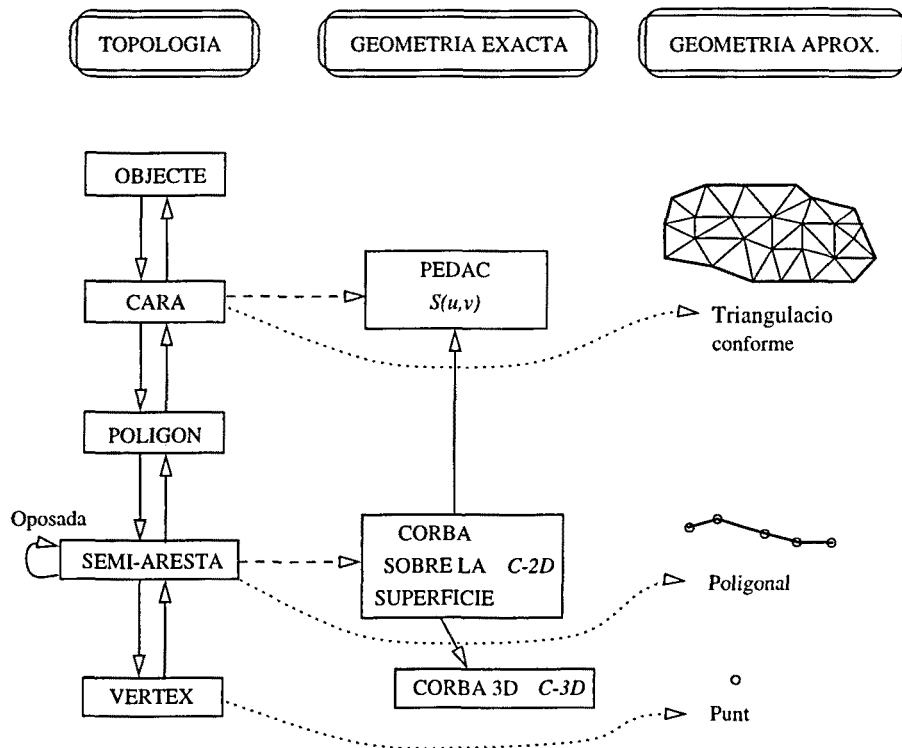 TOPOLOGIA
GEOMETRIA EXACTA
GEOMETRIA APROX.
OBJECTE
CARA
POLIGON
Oposada
SEMI-ARESTA
VERTEX
PEDAC
S(u,v)
CORBA
SOBRE LA C-2D
SUPERFICIE
CORBA 3D C-3D
Triangulacio
conforme
Poligonal
Punt